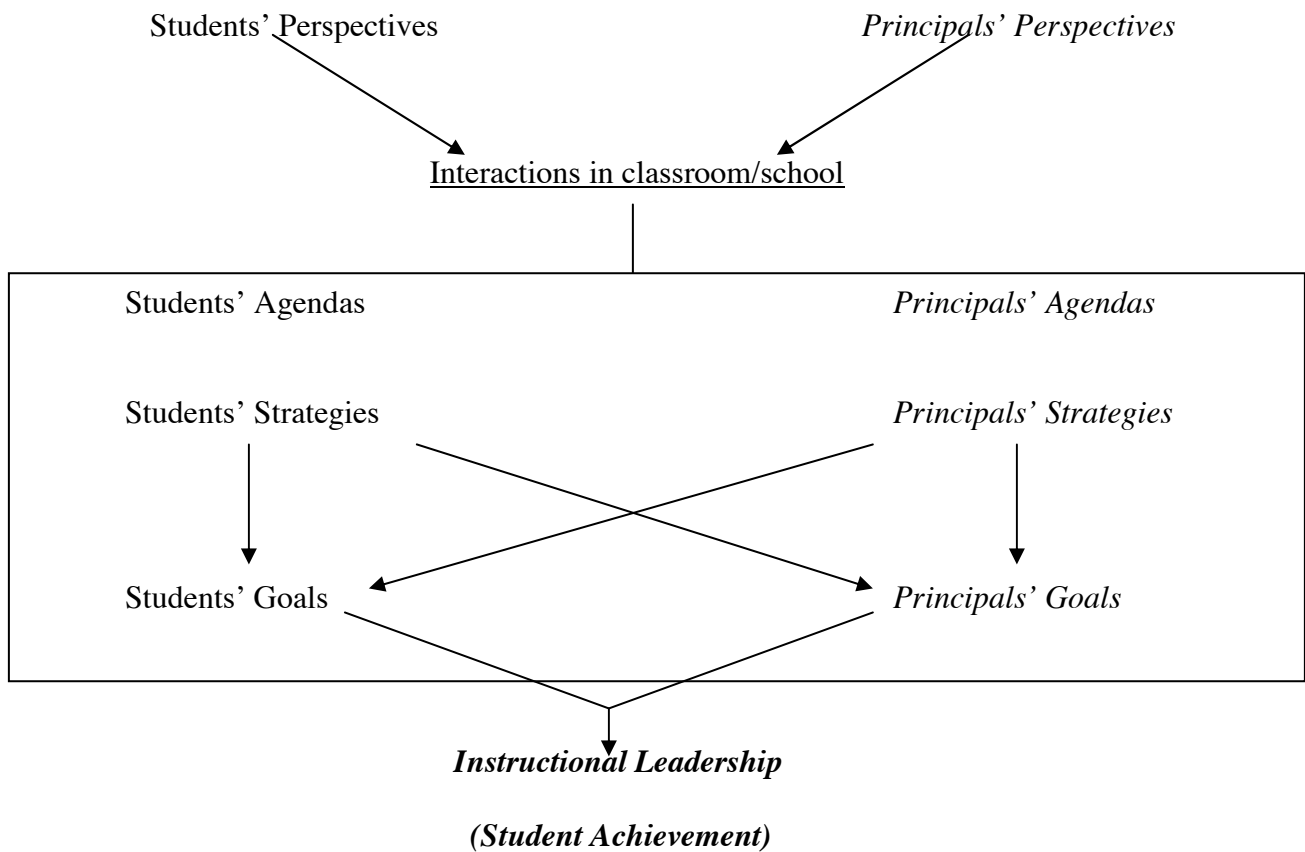 Students’ Perspectives
Principals’ Perspectives
Interactions in classroom/school
Students’ Agendas
Principals’ Agendas
Students’ Strategies
Principals’ Strategies
Students’ Goals
Principals’ Goals
Instructional Leadership
(Student Achievement)